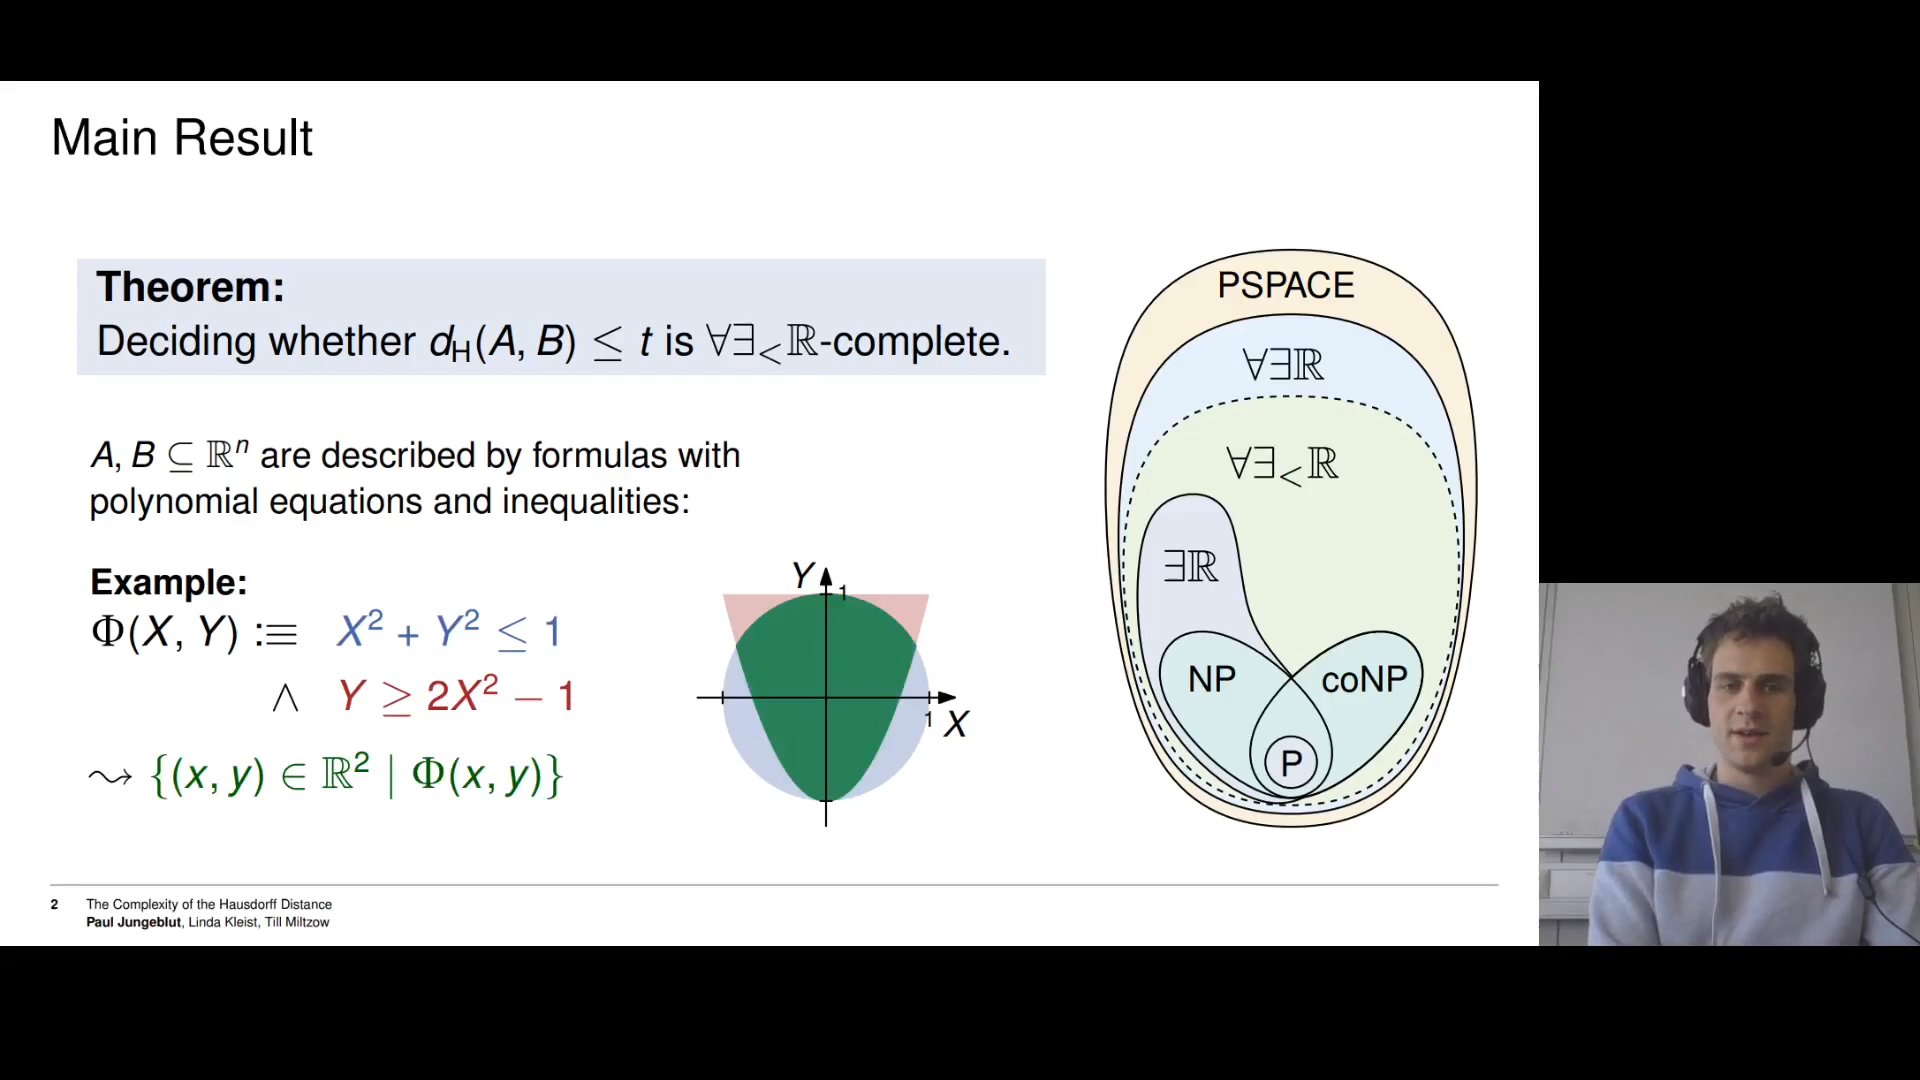 Main Result
Theorem:
Deciding whether d_H(A, B) ≤ t is ∀∃_<ℝ-complete.
A, B ⊆ ℝⁿ are described by formulas with
polynomial equations and inequalities:
Example:
Φ(X, Y) :≡ X² + Y² ≤ 1
∧ Y ≥ 2X² − 1
⇝ {(x, y) ∈ ℝ² | Φ(x, y)}
Y
1
1
X
PSPACE
∀∃ℝ
∀∃_<ℝ
∃ℝ
NP
coNP
P
2 The Complexity of the Hausdorff Distance
Paul Jungeblut, Linda Kleist, Till Miltzow